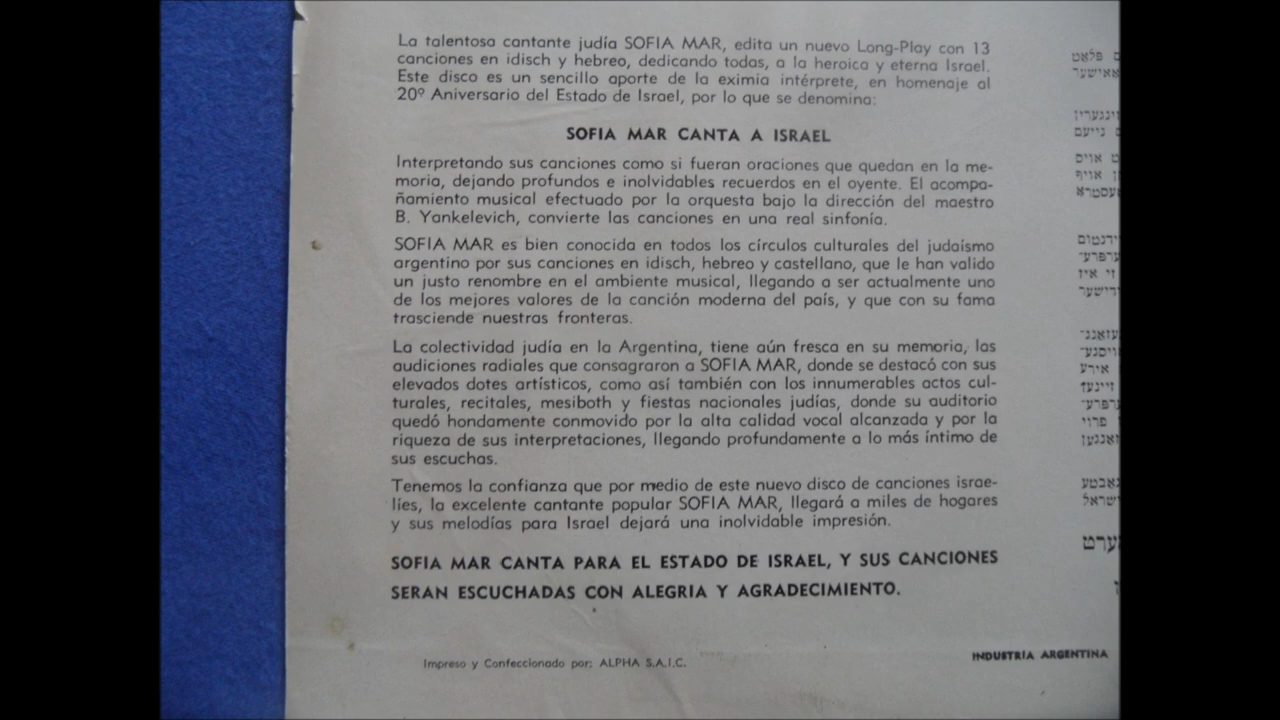 La talentosa cantante judía SOFIA MAR, edita un nuevo Long-Play con 13
canciones en idisch y hebreo, dedicando todas, a la heroica y eterna Israel.
Este disco es un sencillo aporte de la eximia intérprete, en homenaje al
20º Aniversario del Estado de Israel, por lo que se denomina:
SOFIA MAR CANTA A ISRAEL
Interpretando sus canciones como si fueran oraciones que quedan en la me-
moria, dejando profundos e inolvidables recuerdos en el oyente. El acompa-
ñamiento musical efectuado por la orquesta bajo la dirección del maestro
B. Yankelevich, convierte las canciones en una real sinfonía.
SOFIA MAR es bien conocida en todos los círculos culturales del judaísmo
argentino por sus canciones en idisch, hebreo y castellano, que le han valido
un justo renombre en el ambiente musical, llegando a ser actualmente uno
de los mejores valores de la canción moderna del país, y que con su fama
trasciende nuestras fronteras.
La colectividad judía en la Argentina, tiene aún fresca en su memoria, las
audiciones radiales que consagraron a SOFIA MAR, donde se destacó con sus
elevados dotes artísticos, como así también con los innumerables actos cul-
turales, recitales, mesiboth y fiestas nacionales judías, donde su auditorio
quedó hondamente conmovido por la alta calidad vocal alcanzada y por la
riqueza de sus interpretaciones, llegando profundamente a lo más íntimo de
sus escuchas.
Tenemos la confianza que por medio de este nuevo disco de canciones israe-
líes, la excelente cantante popular SOFIA MAR, llegará a miles de hogares
y sus melodías para Israel dejará una inolvidable impresión.
SOFIA MAR CANTA PARA EL ESTADO DE ISRAEL, Y SUS CANCIONES
SERAN ESCUCHADAS CON ALEGRIA Y AGRADECIMIENTO.
Impreso y Confeccionado por: ALPHA S.A.I.C.
INDUSTRIA ARGENTINA
פלאט
נייעם
אויס
אויף
זי איז
אירע
פרוי